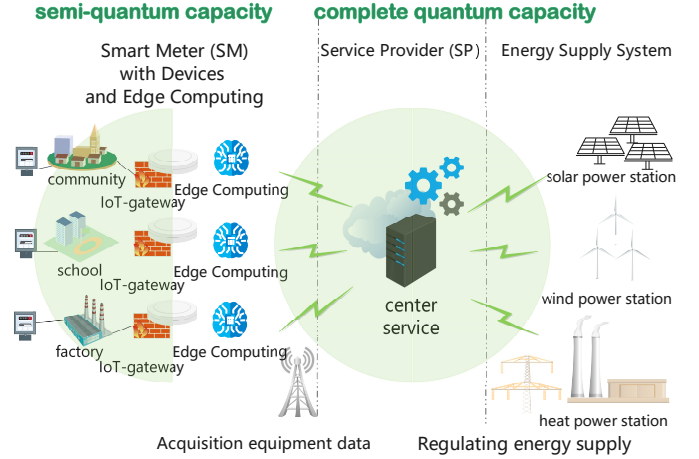 semi-quantum capacity
complete quantum capacity
Smart Meter (SM)
with Devices
and Edge Computing
Service Provider (SP)
Energy Supply System
community
IoT-gateway
Edge Computing
solar power station
school
IoT-gateway
Edge Computing
center
service
wind power station
factory
IoT-gateway
Edge Computing
heat power station
Acquisition equipment data
Regulating energy supply